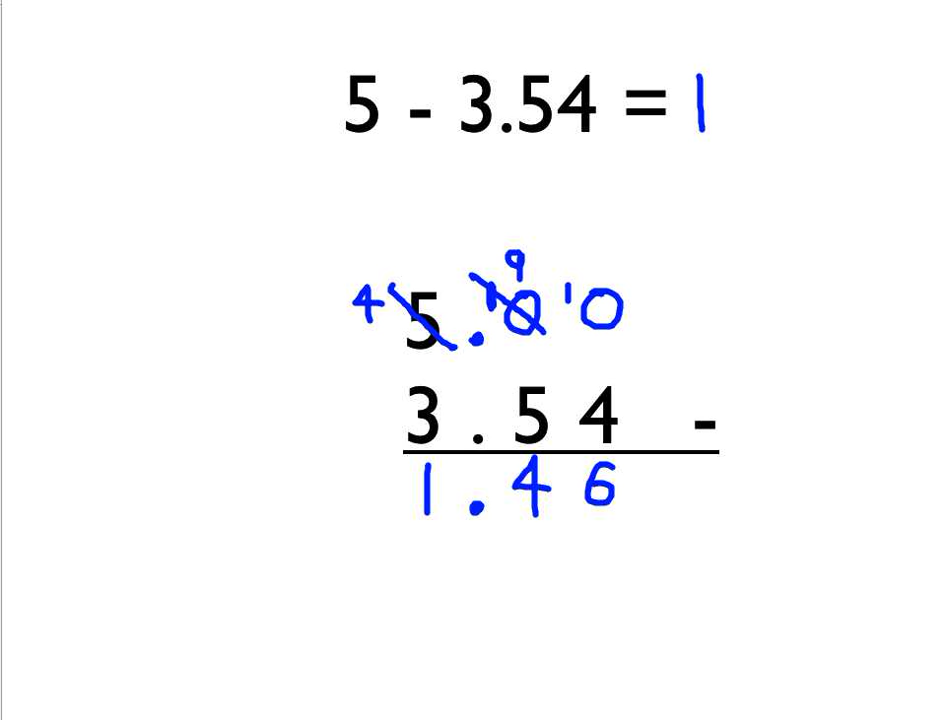 5 - 3.54 = 1
9
4 5 . 10 10
3 . 5 4 -
1 . 4 6